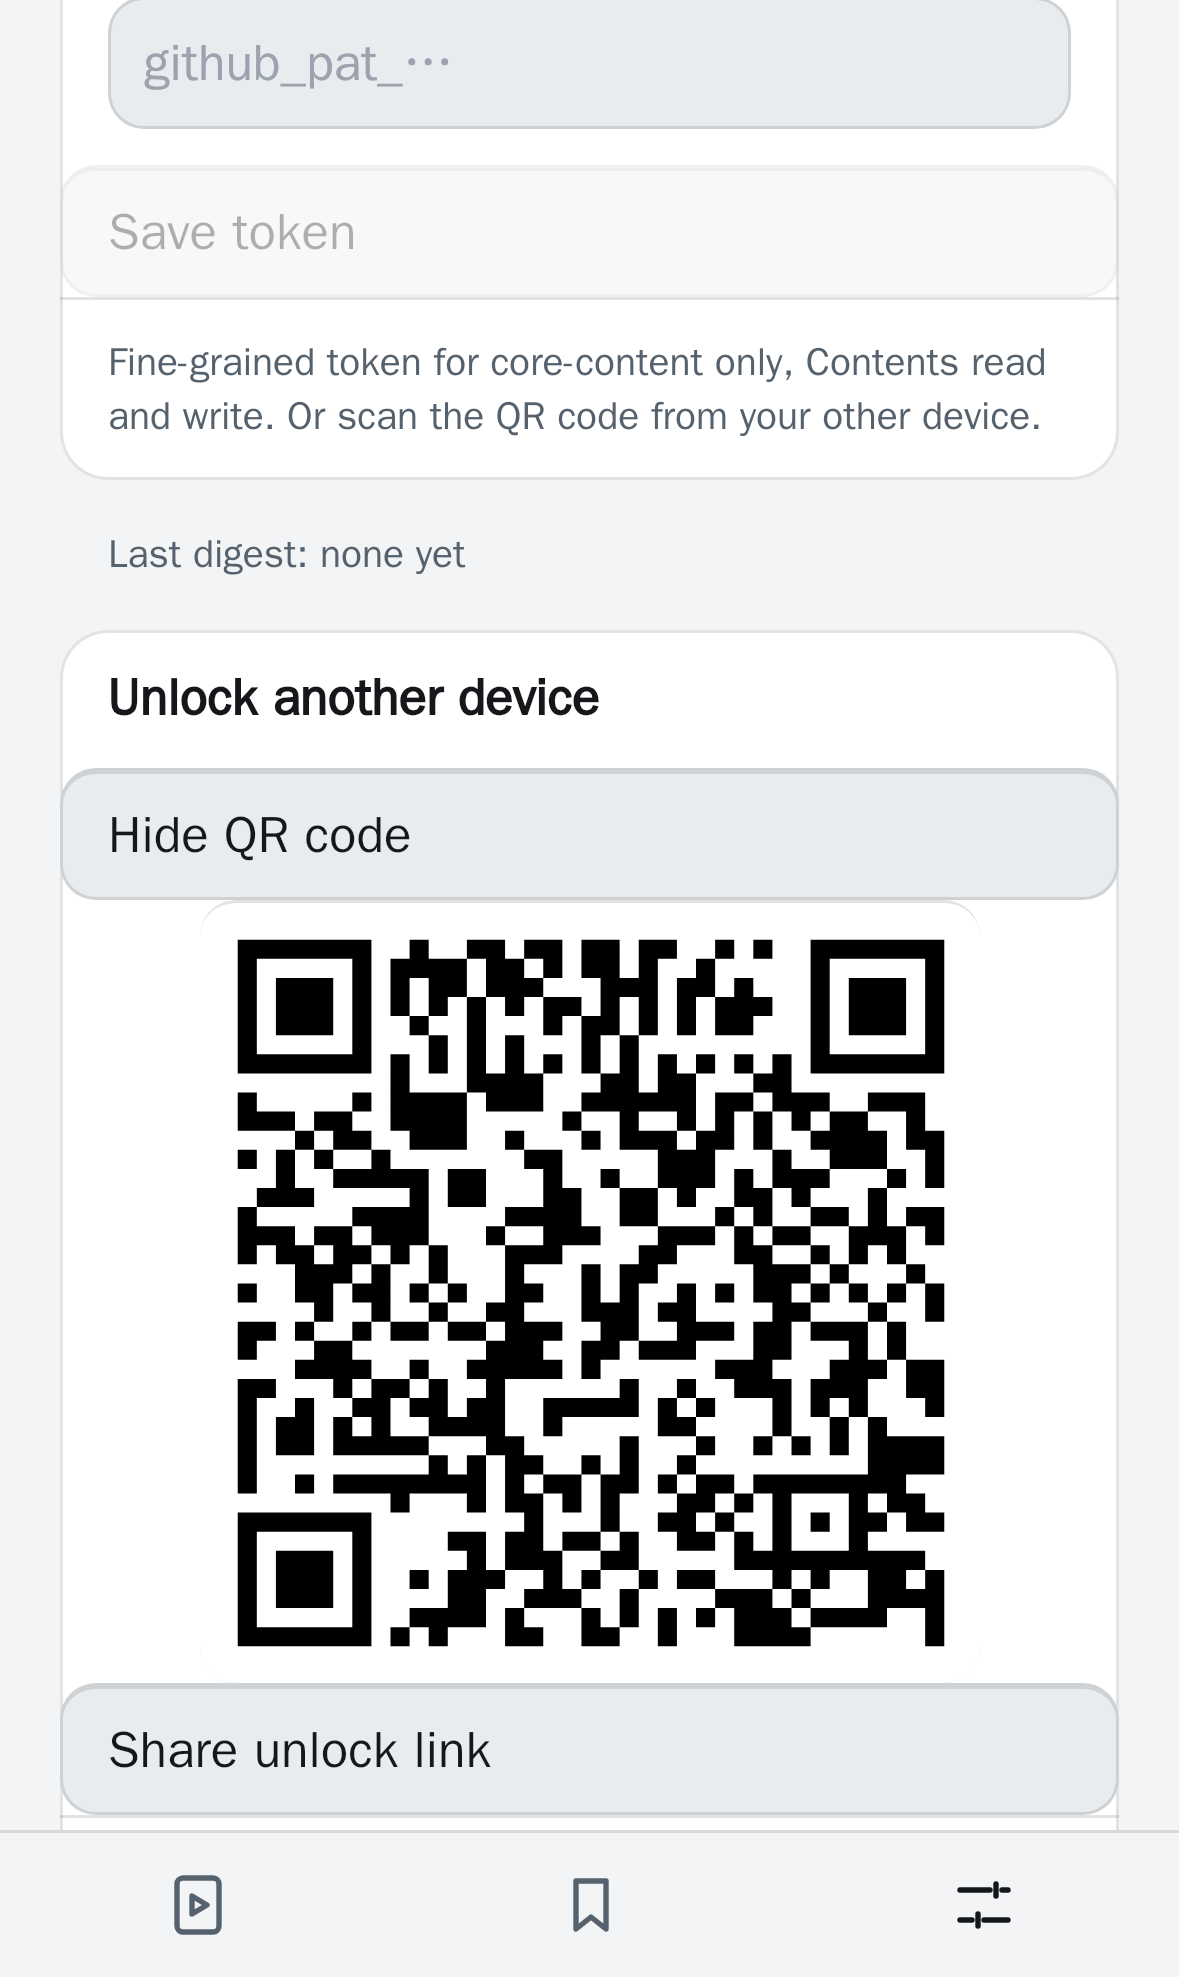 github_pat_…
Save token
Fine-grained token for core-content only, Contents read
and write. Or scan the QR code from your other device.
Last digest: none yet
Unlock another device
Hide QR code
Share unlock link